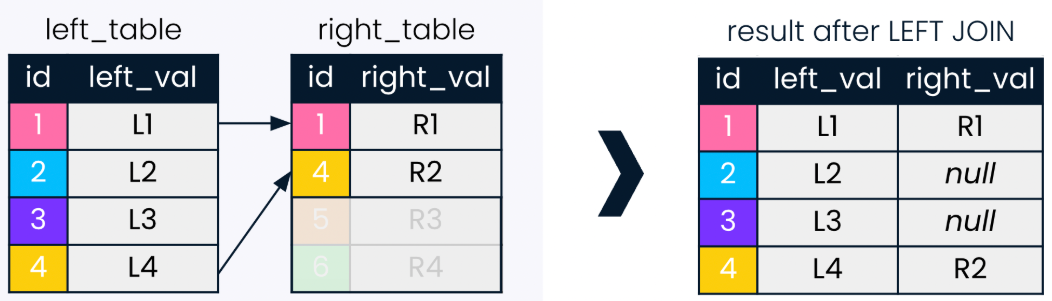 left_table
id left_val
1 L1
2 L2
3 L3
4 L4
right_table
id right_val
1 R1
4 R2
5 R3
6 R4
result after LEFT JOIN
id left_val right_val
1 L1 R1
2 L2 null
3 L3 null
4 L4 R2